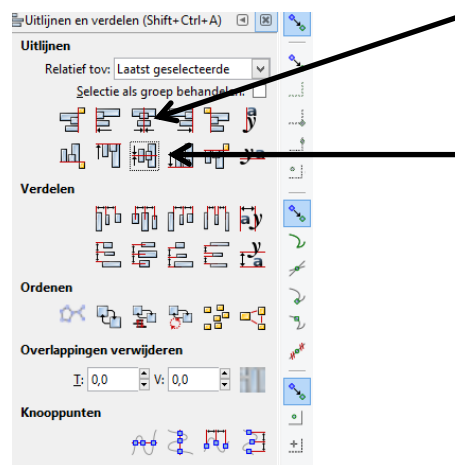 Uitlijnen en verdelen (Shift+Ctrl+A)
Uitlijnen
Relatief tov: Laatst geselecteerde
Selectie als groep behandelen:
Verdelen
Ordenen
Overlappingen verwijderen
T: 0,0 V: 0,0
Knooppunten